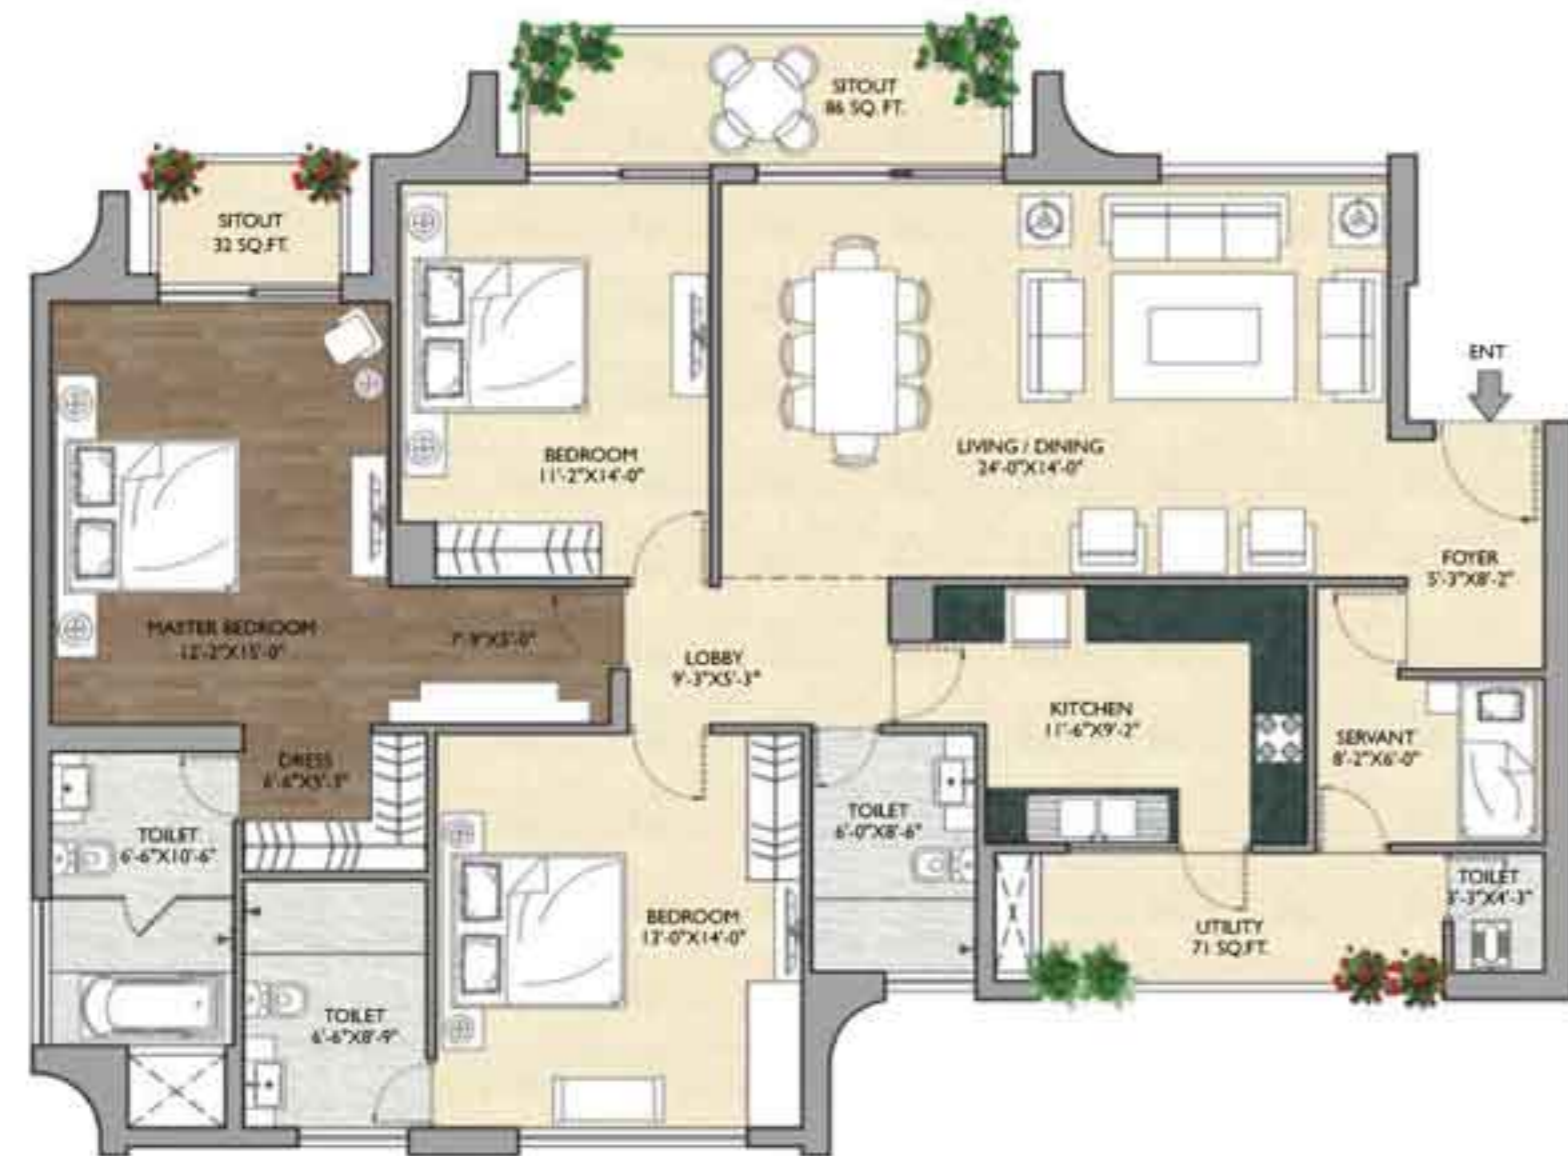 SITOUT
86 SQ. FT.
SITOUT
32 SQ.FT.
ENT
BEDROOM
11'-2"X14'-0"
LIVING / DINING
24'-0"X14'-0"
FOYER
5'-3"X8'-2"
MASTER BEDROOM
12'-2"X15'-0"
7'-9"X5'-0"
LOBBY
9'-3"X5'-3"
KITCHEN
11'-6"X9'-2"
SERVANT
8'-2"X6'-0"
DRESS
6'-6"X5'-3"
TOILET
6'-6"X10'-6"
TOILET
6'-0"X8'-6"
TOILET
3'-3"X4'-3"
BEDROOM
13'-0"X14'-0"
UTILITY
71 SQ.FT.
TOILET
6'-6"X8'-9"